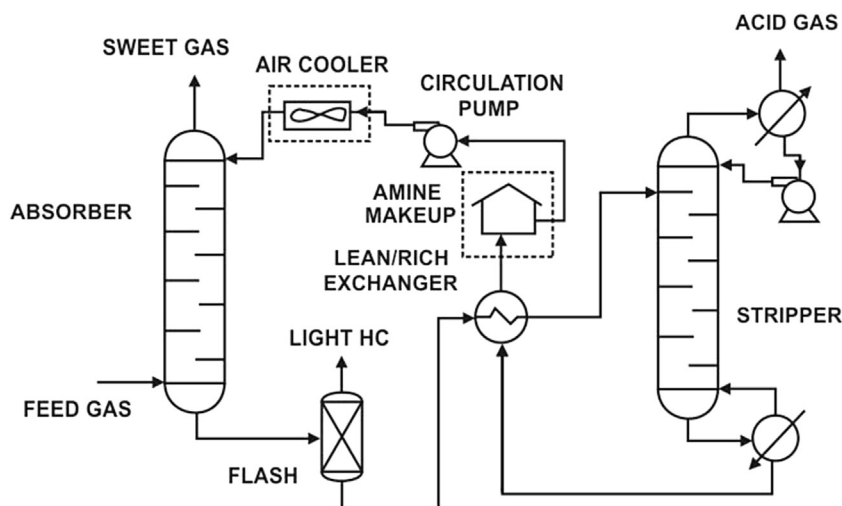 SWEET GAS
AIR COOLER
CIRCULATION
PUMP
ACID GAS
ABSORBER
AMINE
MAKEUP
LEAN/RICH
EXCHANGER
STRIPPER
LIGHT HC
FEED GAS
FLASH